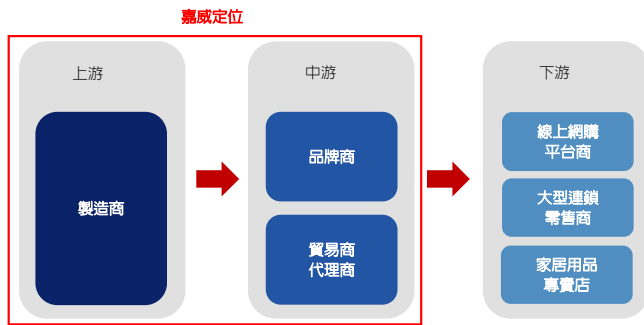 嘉威定位
上游
中游
下游
製造商
品牌商
貿易商
代理商
線上網購
平台商
大型連鎖
零售商
家居用品
專賣店